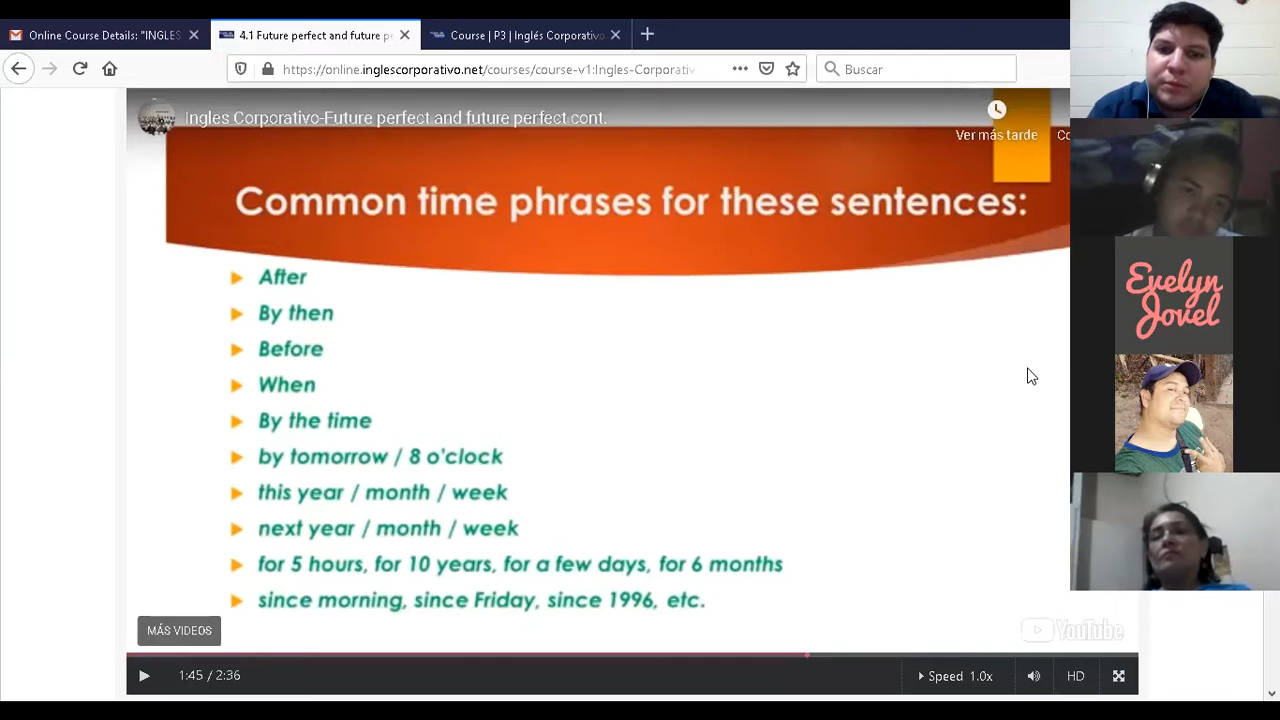 Online Course Details: "INGLES
4.1 Future perfect and future pe
Course | P3 | Inglés Corporativo
https://online.inglescorporativo.net/courses/course-v1:Ingles-Corporativ
Buscar
Ingles Corporativo-Future perfect and future perfect cont.
Ver más tarde
Co
Common time phrases for these sentences:
After
By then
Before
When
By the time
by tomorrow / 8 o'clock
this year / month / week
next year / month / week
for 5 hours, for 10 years, for a few days, for 6 months
since morning, since Friday, since 1996, etc.
MÁS VIDEOS
YouTube
1:45 / 2:36
Speed 1.0x
HD
Evelyn
Jovel